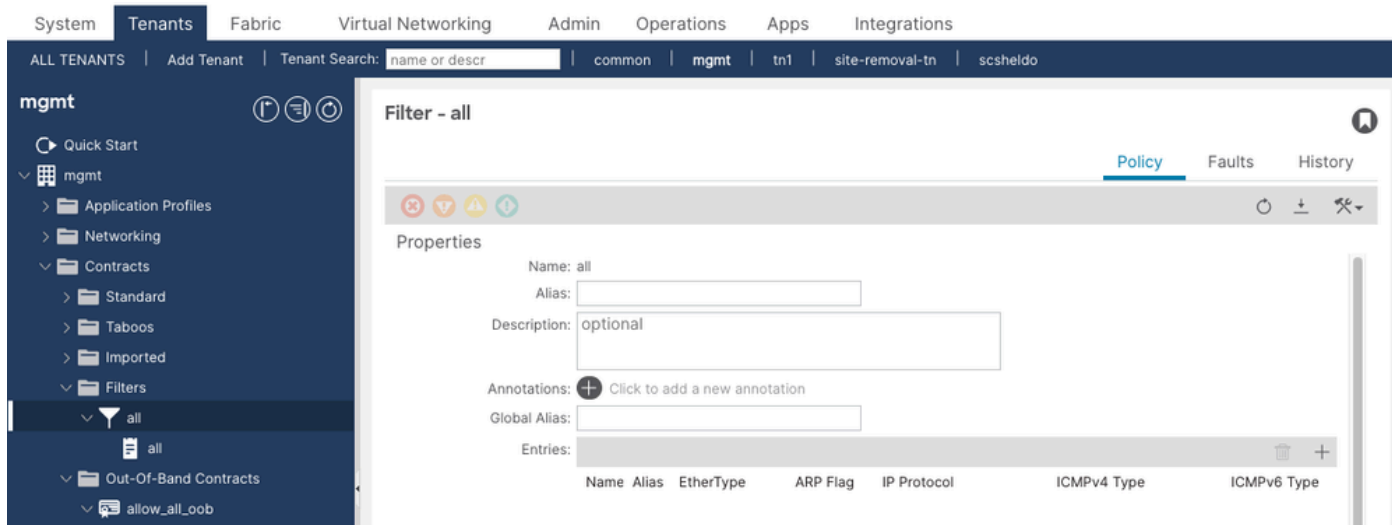 System Tenants Fabric Virtual Networking Admin Operations Apps Integrations
ALL TENANTS | Add Tenant | Tenant Search: name or descr | common | mgmt | tn1 | site-removal-tn | scsheldo
mgmt
Quick Start
mgmt
Application Profiles
Networking
Contracts
Standard
Taboos
Imported
Filters
all
all
Out-Of-Band Contracts
allow_all_oob
Filter - all
Policy Faults History
Properties
Name: all
Alias:
Description: optional
Annotations: Click to add a new annotation
Global Alias:
Entries:
Name Alias EtherType ARP Flag IP Protocol ICMPv4 Type ICMPv6 Type